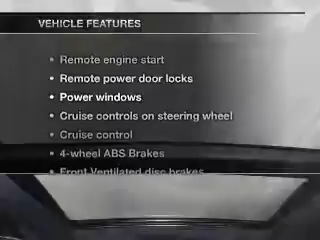 VEHICLE FEATURES
• Remote engine start
• Remote power door locks
• Power windows
• Cruise controls on steering wheel
• Cruise control
• 4-wheel ABS Brakes
• Front Ventilated disc brakes